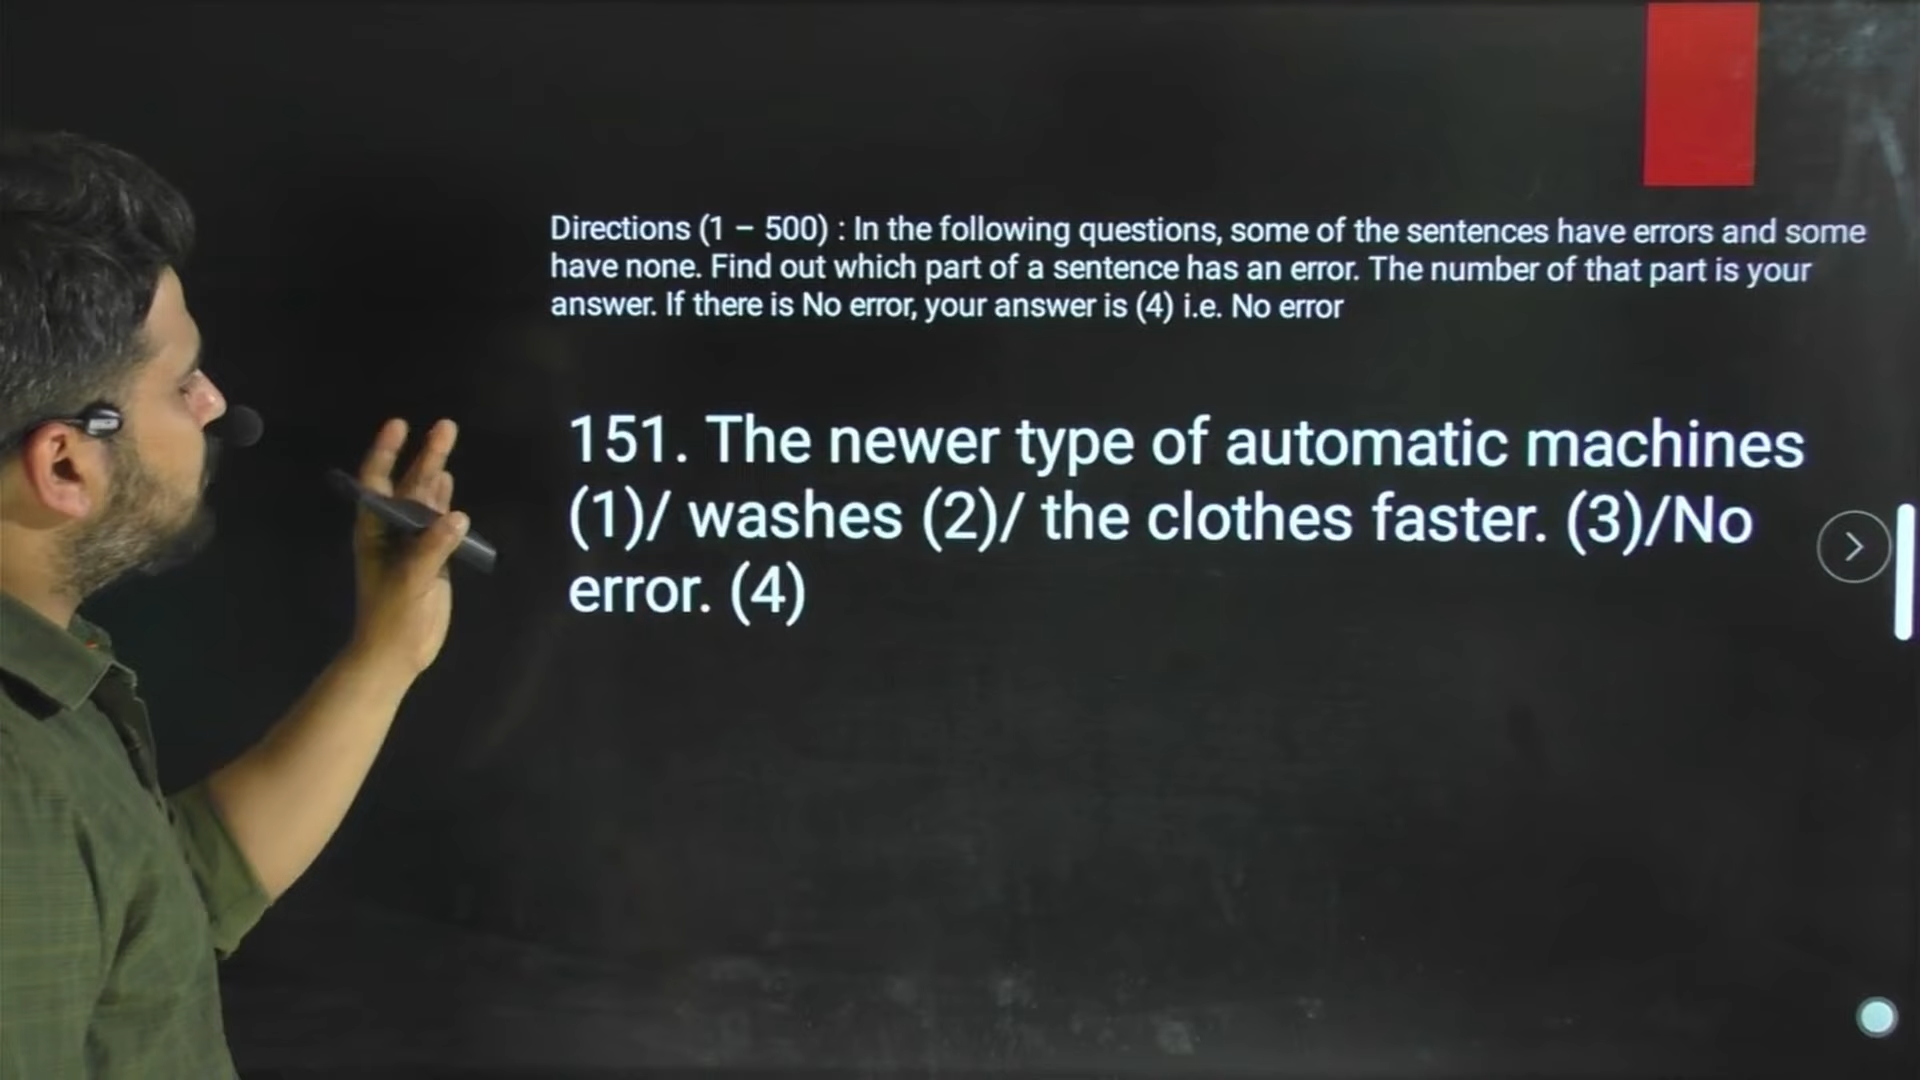 Directions (1 – 500) : In the following questions, some of the sentences have errors and some
have none. Find out which part of a sentence has an error. The number of that part is your
answer. If there is No error, your answer is (4) i.e. No error
151. The newer type of automatic machines
(1)/ washes (2)/ the clothes faster. (3)/No
error. (4)